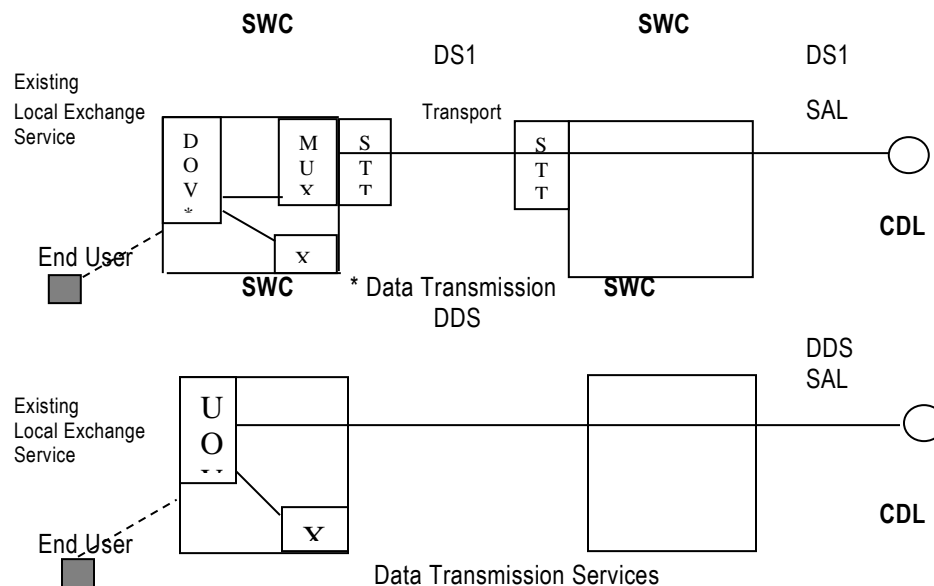 SWC SWC
DS1 DS1
Existing
Local Exchange Transport SAL
Service
D
O
V
*
M
U
X
S
T
T
S
T
T
X
CDL
End User
SWC * Data Transmission SWC
DDS
DDS
SAL
Existing
Local Exchange
Service
U
O
X
CDL
End User
Data Transmission Services